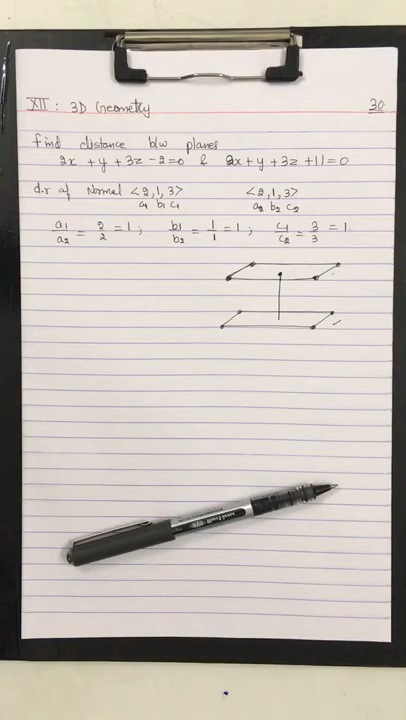 XII : 3D Geometry 30
find distance b/w planes
2x + y + 3z - 2 = 0 & 2x + y + 3z + 11 = 0
d.r of Normal <2, 1, 3> <2, 1, 3>
a₁ b₁ c₁ a₂ b₂ c₂
a₁/a₂ = 2/2 = 1 ; b₁/b₂ = 1/1 = 1 ; c₁/c₂ = 3/3 = 1